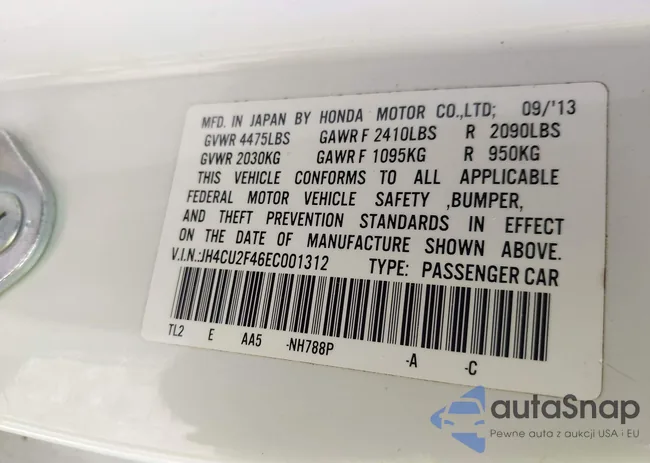 MFD. IN JAPAN BY HONDA MOTOR CO.,LTD; 09/'13
GVWR 4475LBS GAWR F 2410LBS R 2090LBS
GVWR 2030KG GAWR F 1095KG R 950KG
THIS VEHICLE CONFORMS TO ALL APPLICABLE
FEDERAL MOTOR VEHICLE SAFETY ,BUMPER,
AND THEFT PREVENTION STANDARDS IN EFFECT
ON THE DATE OF MANUFACTURE SHOWN ABOVE.
V.I.N.:JH4CU2F46EC001312 TYPE: PASSENGER CAR
TL2 E AA5 -NH788P -A -C
autaSnap
Pewne auta z aukcji USA i EU